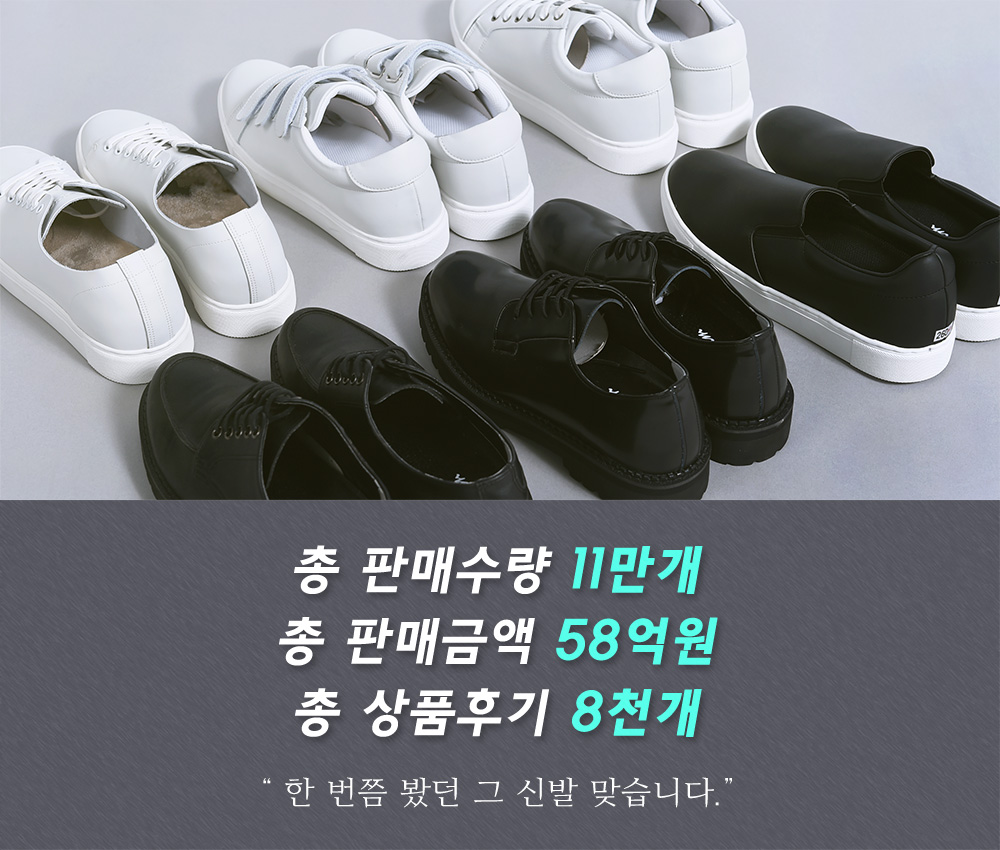 총 판매수량 11만개
총 판매금액 58억원
총 상품후기 8천개
“ 한 번쯤 봤던 그 신발 맞습니다.”